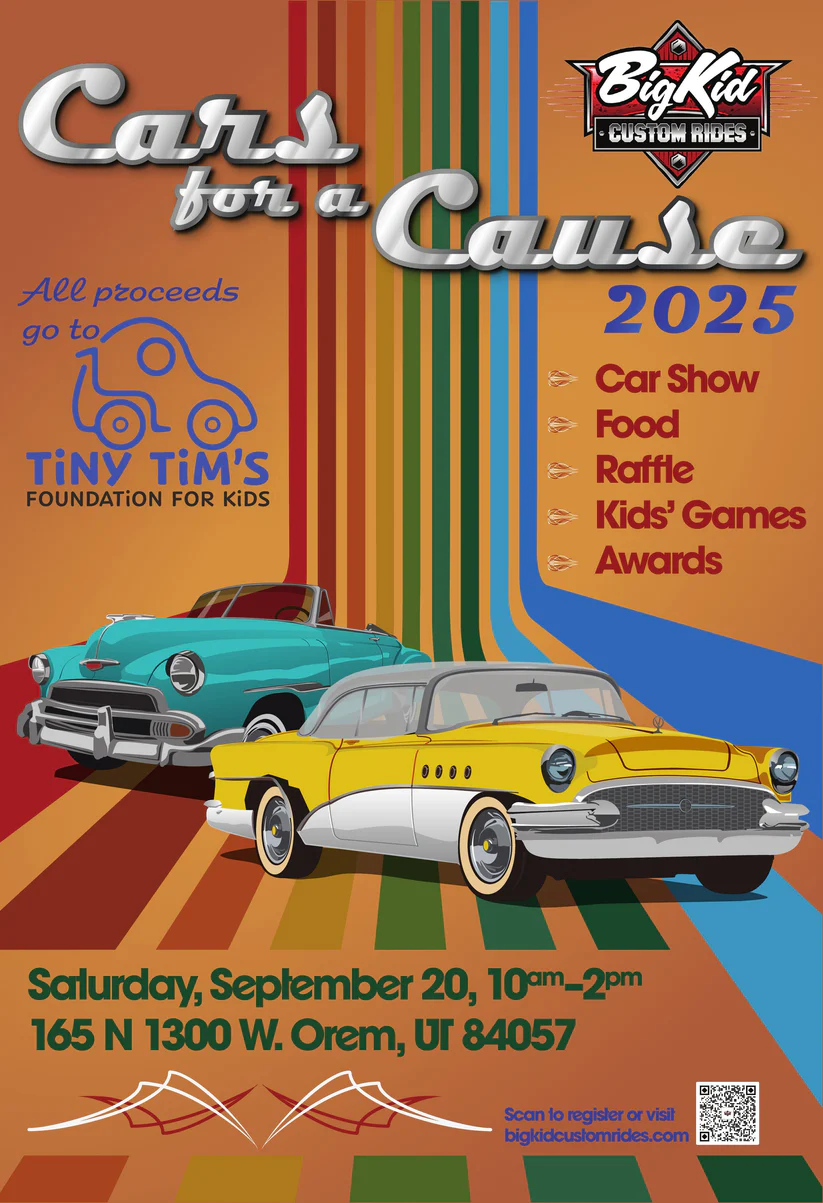 Cars
for a
Cause
2025
BigKid
CUSTOM RIDES
All proceeds
go to
TiNY TiM'S
FOUNDATiON FOR KiDS
Car Show
Food
Raffle
Kids' Games
Awards
Saturday, September 20, 10am–2pm
165 N 1300 W. Orem, UT 84057
Scan to register or visit
bigkidcustomrides.com